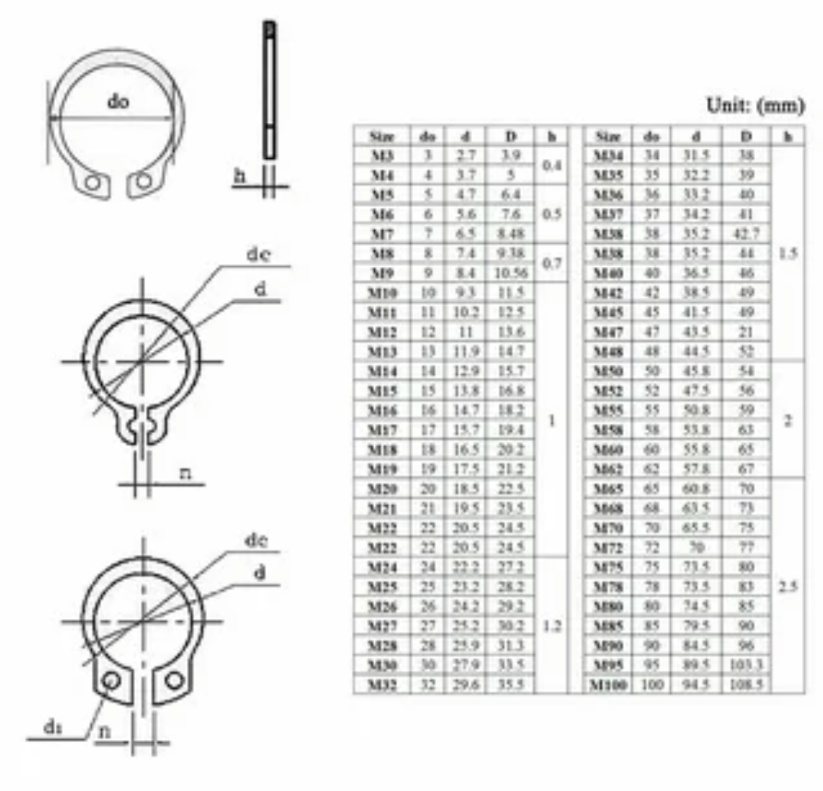 do
h
dc
d
n
dc
d
d1
n
Unit: (mm)
Size do d D h Size do d D h
M3 3 2.7 3.9 0.4 M34 34 31.5 38 1.5
M4 4 3.7 5 M35 35 32.2 39
M5 5 4.7 6.4 0.5 M36 36 33.2 40
M6 6 5.6 7.6 M37 37 34.2 41
M7 7 6.5 8.48 M38 38 35.2 42.7
M8 8 7.4 9.38 0.7 M38 38 35.2 44
M9 9 8.4 10.56 M40 40 36.5 46
M10 10 9.3 11.5 1 M42 42 38.5 49
M11 11 10.2 12.5 M45 45 41.5 49
M12 12 11 13.6 M47 47 43.5 21
M13 13 11.9 14.7 M48 48 44.5 52
M14 14 12.9 15.7 M50 50 45.8 54 2
M15 15 13.8 16.8 M52 52 47.5 56
M16 16 14.7 18.2 M55 55 50.8 59
M17 17 15.7 19.4 M58 58 53.8 63
M18 18 16.5 20.2 M60 60 55.8 65
M19 19 17.5 21.2 M62 62 57.8 67
M20 20 18.5 22.5 M65 65 60.8 70 2.5
M21 21 19.5 23.5 M68 68 63.5 73
M22 22 20.5 24.5 M70 70 65.5 75
M22 22 20.5 24.5 M72 72 70 77
M24 24 22.2 27.2 1.2 M75 75 73.5 80
M25 25 23.2 28.2 M78 78 73.5 83
M26 26 24.2 29.2 M80 80 74.5 85
M27 27 25.2 30.2 M85 85 79.5 90
M28 28 25.9 31.3 M90 90 84.5 96
M30 30 27.9 33.5 M95 95 89.5 103.3
M32 32 29.6 35.5 M100 100 94.5 108.5